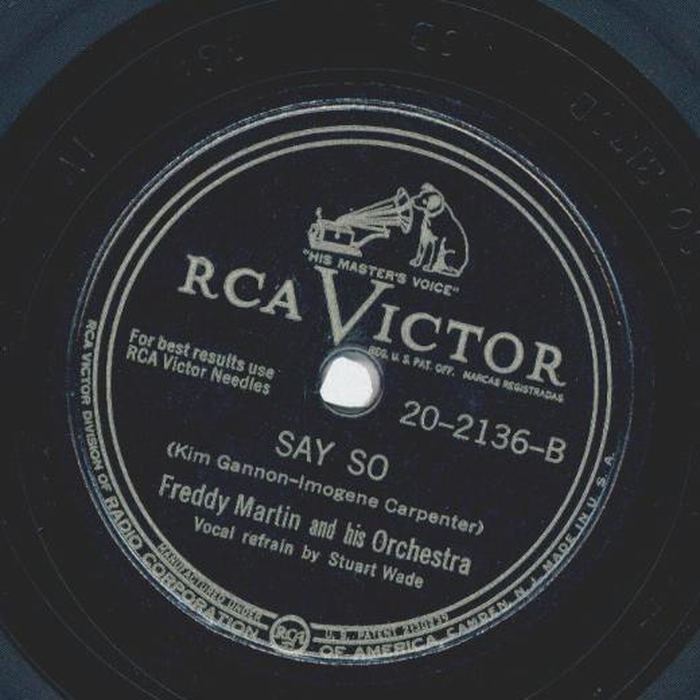 "HIS MASTER'S VOICE"
RCA VICTOR
REG. U. S. PAT. OFF. MARCAS REGISTRADAS
For best results use
RCA Victor Needles
20-2136-B
SAY SO
(Kim Gannon-Imogene Carpenter)
Freddy Martin and his Orchestra
Vocal refrain by Stuart Wade
MANUFACTURED UNDER
RCA
U. S. PATENT 2130239
RCA VICTOR DIVISION OF RADIO CORPORATION OF AMERICA, CAMDEN, N. J. MADE IN U. S. A.